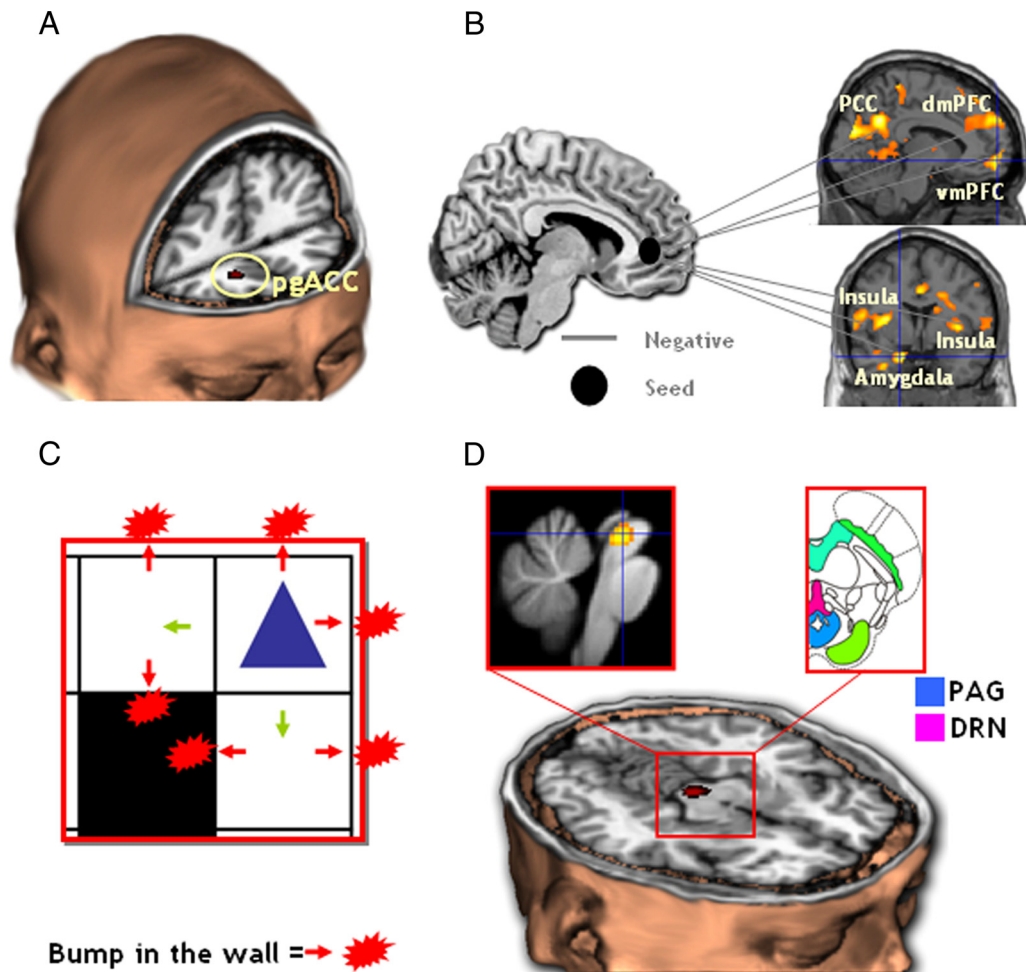 A
B
PCC
dmPFC
vmPFC
pgACC
Insula
Insula
Negative
Amygdala
Seed
C
D
PAG
DRN
Bump in the wall =